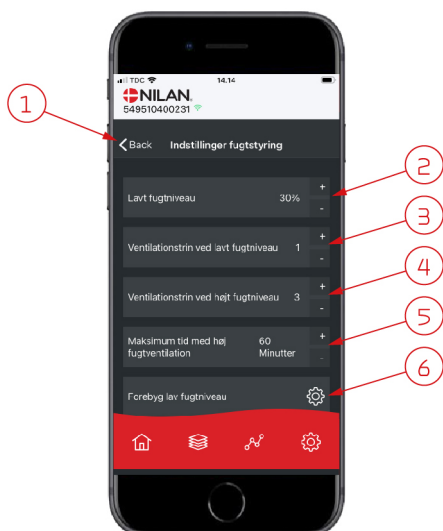 TDC 14.14
NILAN
549510400231
Back Indstillinger fugtstyring
Lavt fugtniveau 30% + -
Ventilationstrin ved lavt fugtniveau 1 + -
Ventilationstrin ved højt fugtniveau 3 + -
Maksimum tid med høj 60 + -
fugtventilation Minutter
Forebyg lav fugtniveau
1
2
3
4
5
6